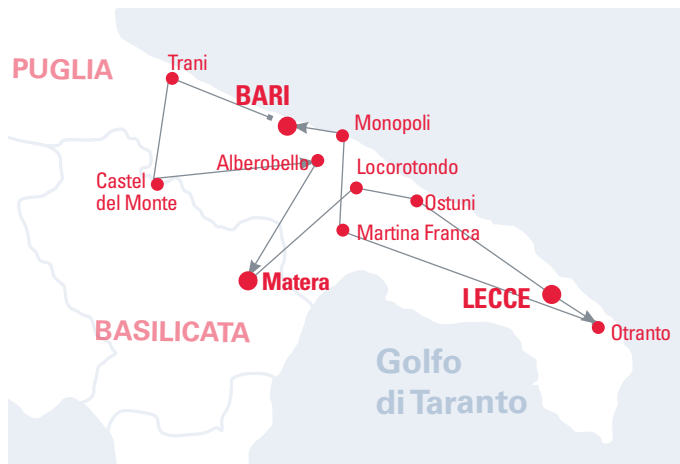 Trani
PUGLIA
BARI
Monopoli
Alberobello
Locorotondo
Castel
del Monte
Ostuni
Martina Franca
Matera
LECCE
BASILICATA
Otranto
Golfo
di Taranto